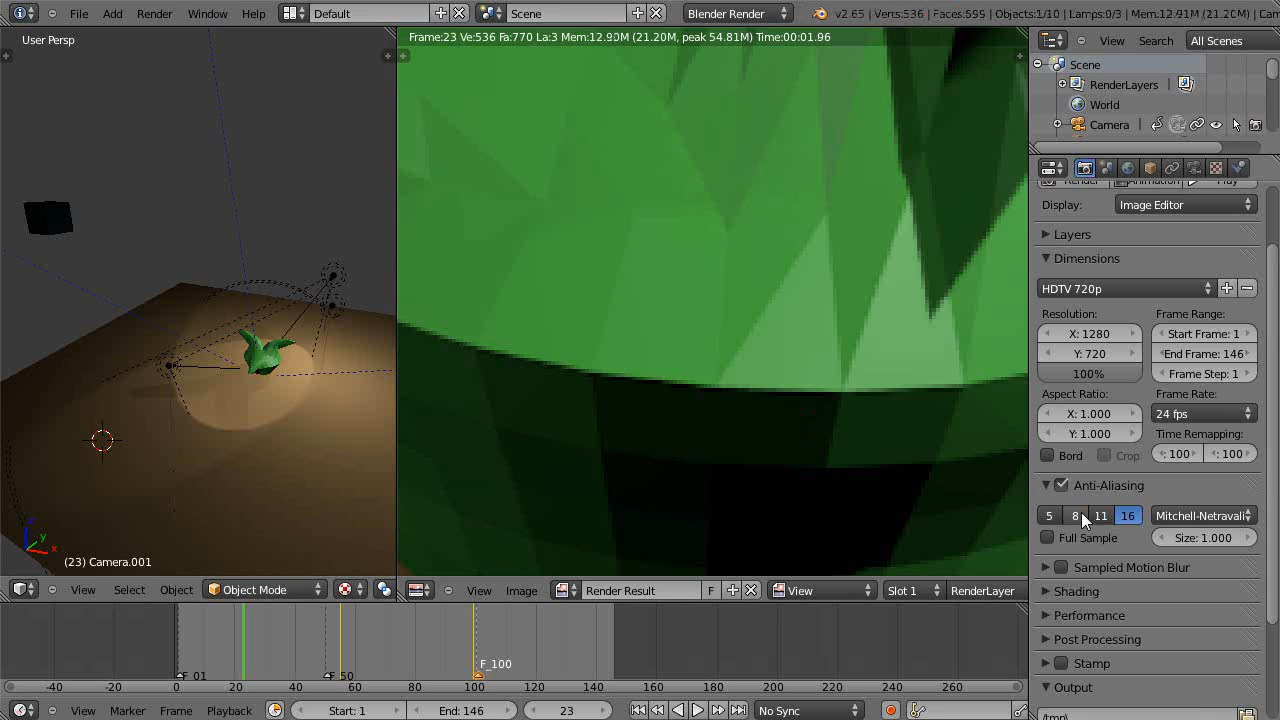 File Add Render Window Help Default Scene Blender Render v2.65 | Verts:536 | Faces:595 | Objects:1/10 | Lamps:0/3 | Mem:12.91M (21.20M) | Cam
User Persp
Frame:23 Ve:536 Fa:770 La:3 Mem:12.90M (21.20M, peak 54.81M) Time:00:01.96
View Search All Scenes
Scene
RenderLayers
World
Camera
Render Animation Play
Display: Image Editor
Layers
Dimensions
HDTV 720p
Resolution: Frame Range:
X: 1280 Start Frame: 1
Y: 720 End Frame: 146
100% Frame Step: 1
Aspect Ratio: Frame Rate:
X: 1.000 24 fps
Y: 1.000 Time Remapping:
Bord Crop : 100 : 100
Anti-Aliasing
5 8 11 16 Mitchell-Netravali
Full Sample Size: 1.000
Sampled Motion Blur
Shading
Performance
Post Processing
Stamp
Output
/tmp\
z
y
x
(23) Camera.001
View Select Object Object Mode
View Image Render Result F View Slot 1 RenderLayer
F_01 F_50 F_100
-40 -20 0 20 40 60 80 100 120 140 160 180 200 220 240 260
View Marker Frame Playback Start: 1 End: 146 23 No Sync